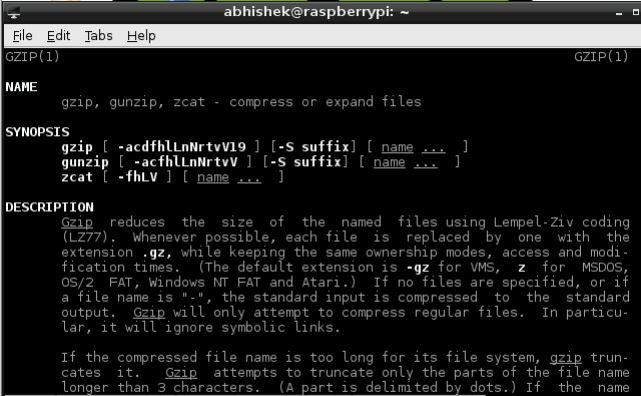 abhishek@raspberrypi: ~
File Edit Tabs Help
GZIP(1) GZIP(1)
NAME
gzip, gunzip, zcat - compress or expand files
SYNOPSIS
gzip [ -acdfhlLnNrtvV19 ] [-S suffix] [ name ... ]
gunzip [ -acfhlLnNrtvV ] [-S suffix] [ name ... ]
zcat [ -fhLV ] [ name ... ]
DESCRIPTION
Gzip reduces the size of the named files using Lempel-Ziv coding
(LZ77). Whenever possible, each file is replaced by one with the
extension .gz, while keeping the same ownership modes, access and modi-
fication times. (The default extension is -gz for VMS, z for MSDOS,
OS/2 FAT, Windows NT FAT and Atari.) If no files are specified, or if
a file name is "-", the standard input is compressed to the standard
output. Gzip will only attempt to compress regular files. In particu-
lar, it will ignore symbolic links.
If the compressed file name is too long for its file system, gzip trun-
cates it. Gzip attempts to truncate only the parts of the file name
longer than 3 characters. (A part is delimited by dots.) If the name